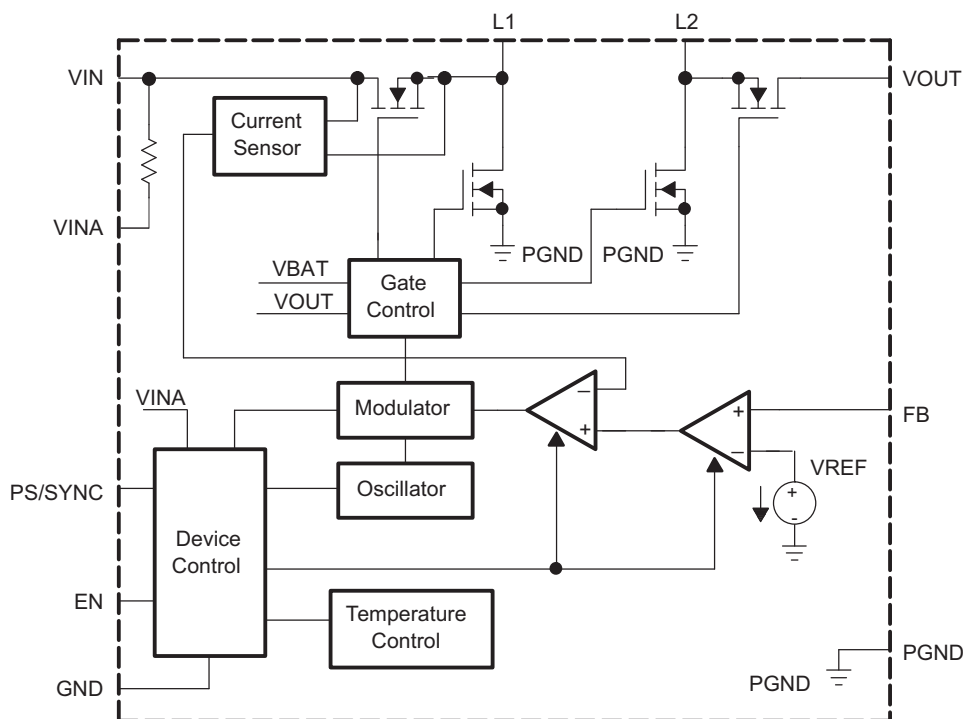 L1
L2
VIN
VOUT
Current
Sensor
VINA
PGND
PGND
VBAT
VOUT
Gate
Control
VINA
Modulator
−
+
+
−
FB
VREF
+
-
PS/SYNC
Oscillator
Device
Control
EN
Temperature
Control
GND
PGND
PGND